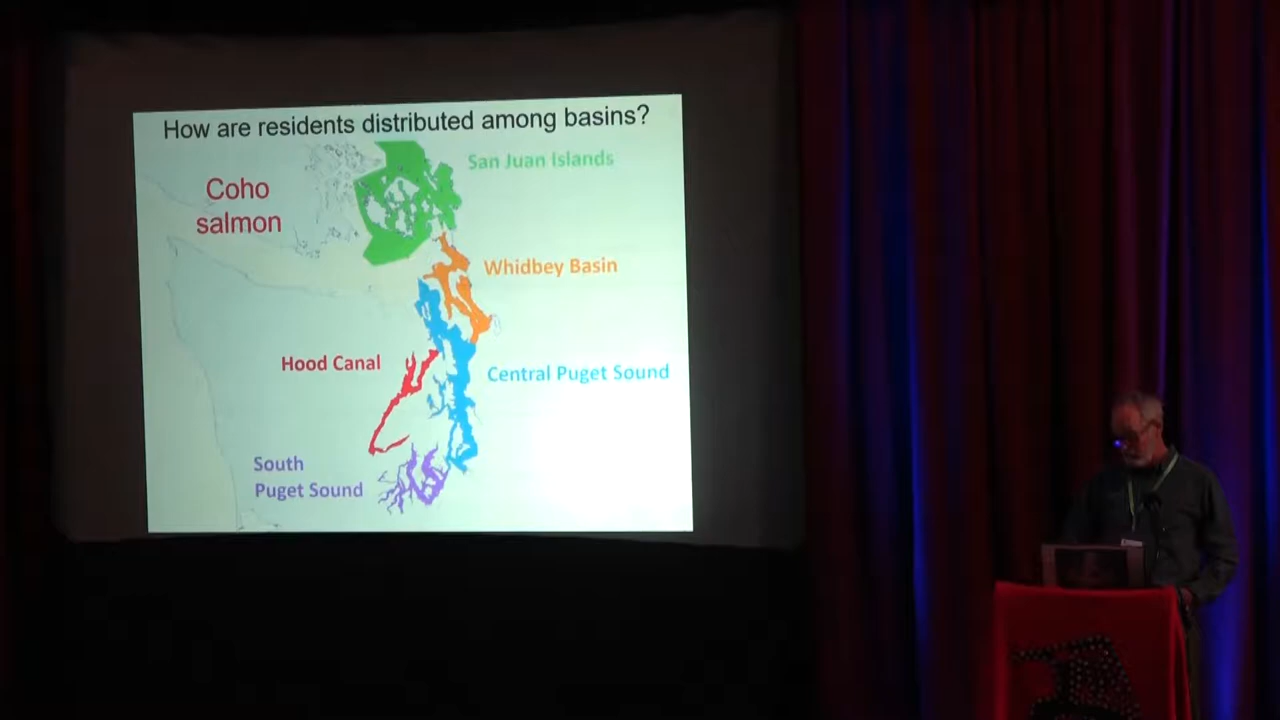 How are residents distributed among basins?
San Juan Islands
Coho
salmon
Whidbey Basin
Hood Canal
Central Puget Sound
South
Puget Sound